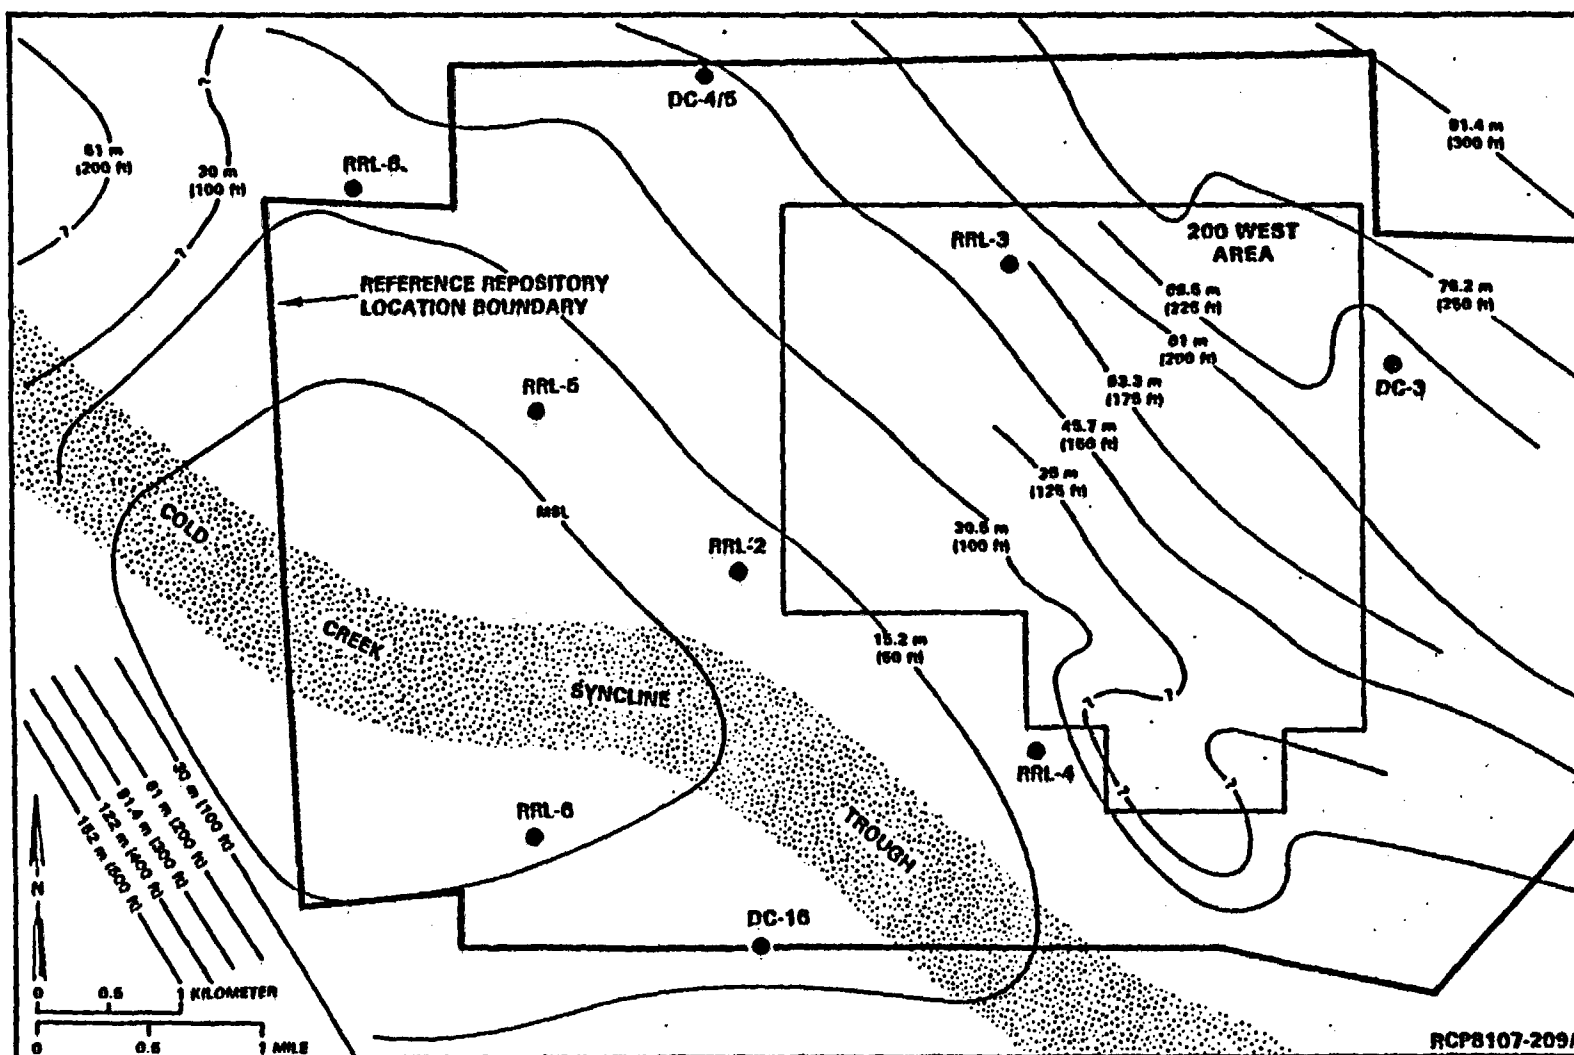 DC-4/5
91.4 m
(300 ft)
61 m
(200 ft)
?
30 m
(100 ft)
RRL-6.
?
?
200 WEST
AREA
RRL-3
REFERENCE REPOSITORY
LOCATION BOUNDARY
68.6 m
(225 ft)
76.2 m
(250 ft)
61 m
(200 ft)
53.3 m
(175 ft)
DC-3
RRL-5
45.7 m
(150 ft)
38 m
(125 ft)
MSL
COLD
30.5 m
(100 ft)
RRL-2
CREEK
15.2 m
(50 ft)
SYNCLINE
?
?
RRL-4
?
?
30 m (100 ft)
61 m (200 ft)
91.4 m (300 ft)
122 m (400 ft)
152 m (500 ft)
RRL-6
TROUGH
N
DC-16
0 0.5 1 KILOMETER
0 0.5 1 MILE
RCP8107-209